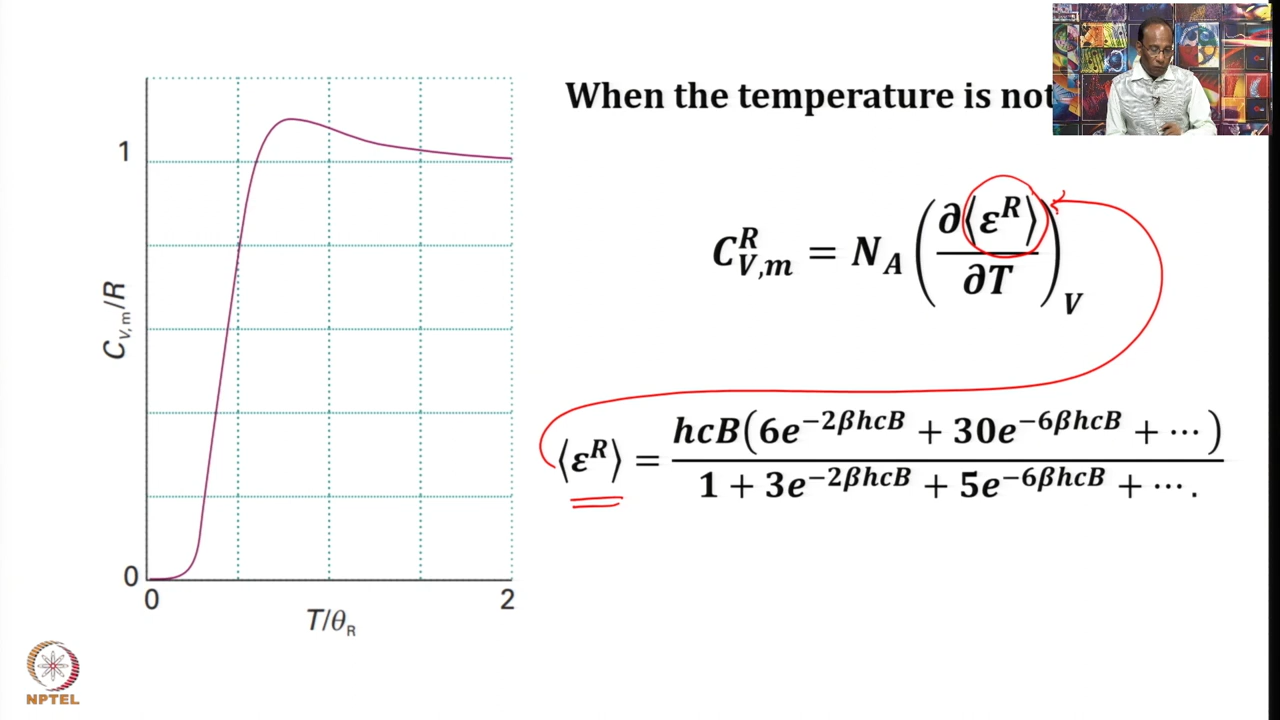 When the temperature is not
1
C_{V,m}/R
0
0
2
T/θ_R
C^R_{V,m} = N_A (∂⟨ε^R⟩/∂T)_V
⟨ε^R⟩ = hcB(6e^{−2βhcB} + 30e^{−6βhcB} + ⋯) / 1 + 3e^{−2βhcB} + 5e^{−6βhcB} + ⋯.
NPTEL